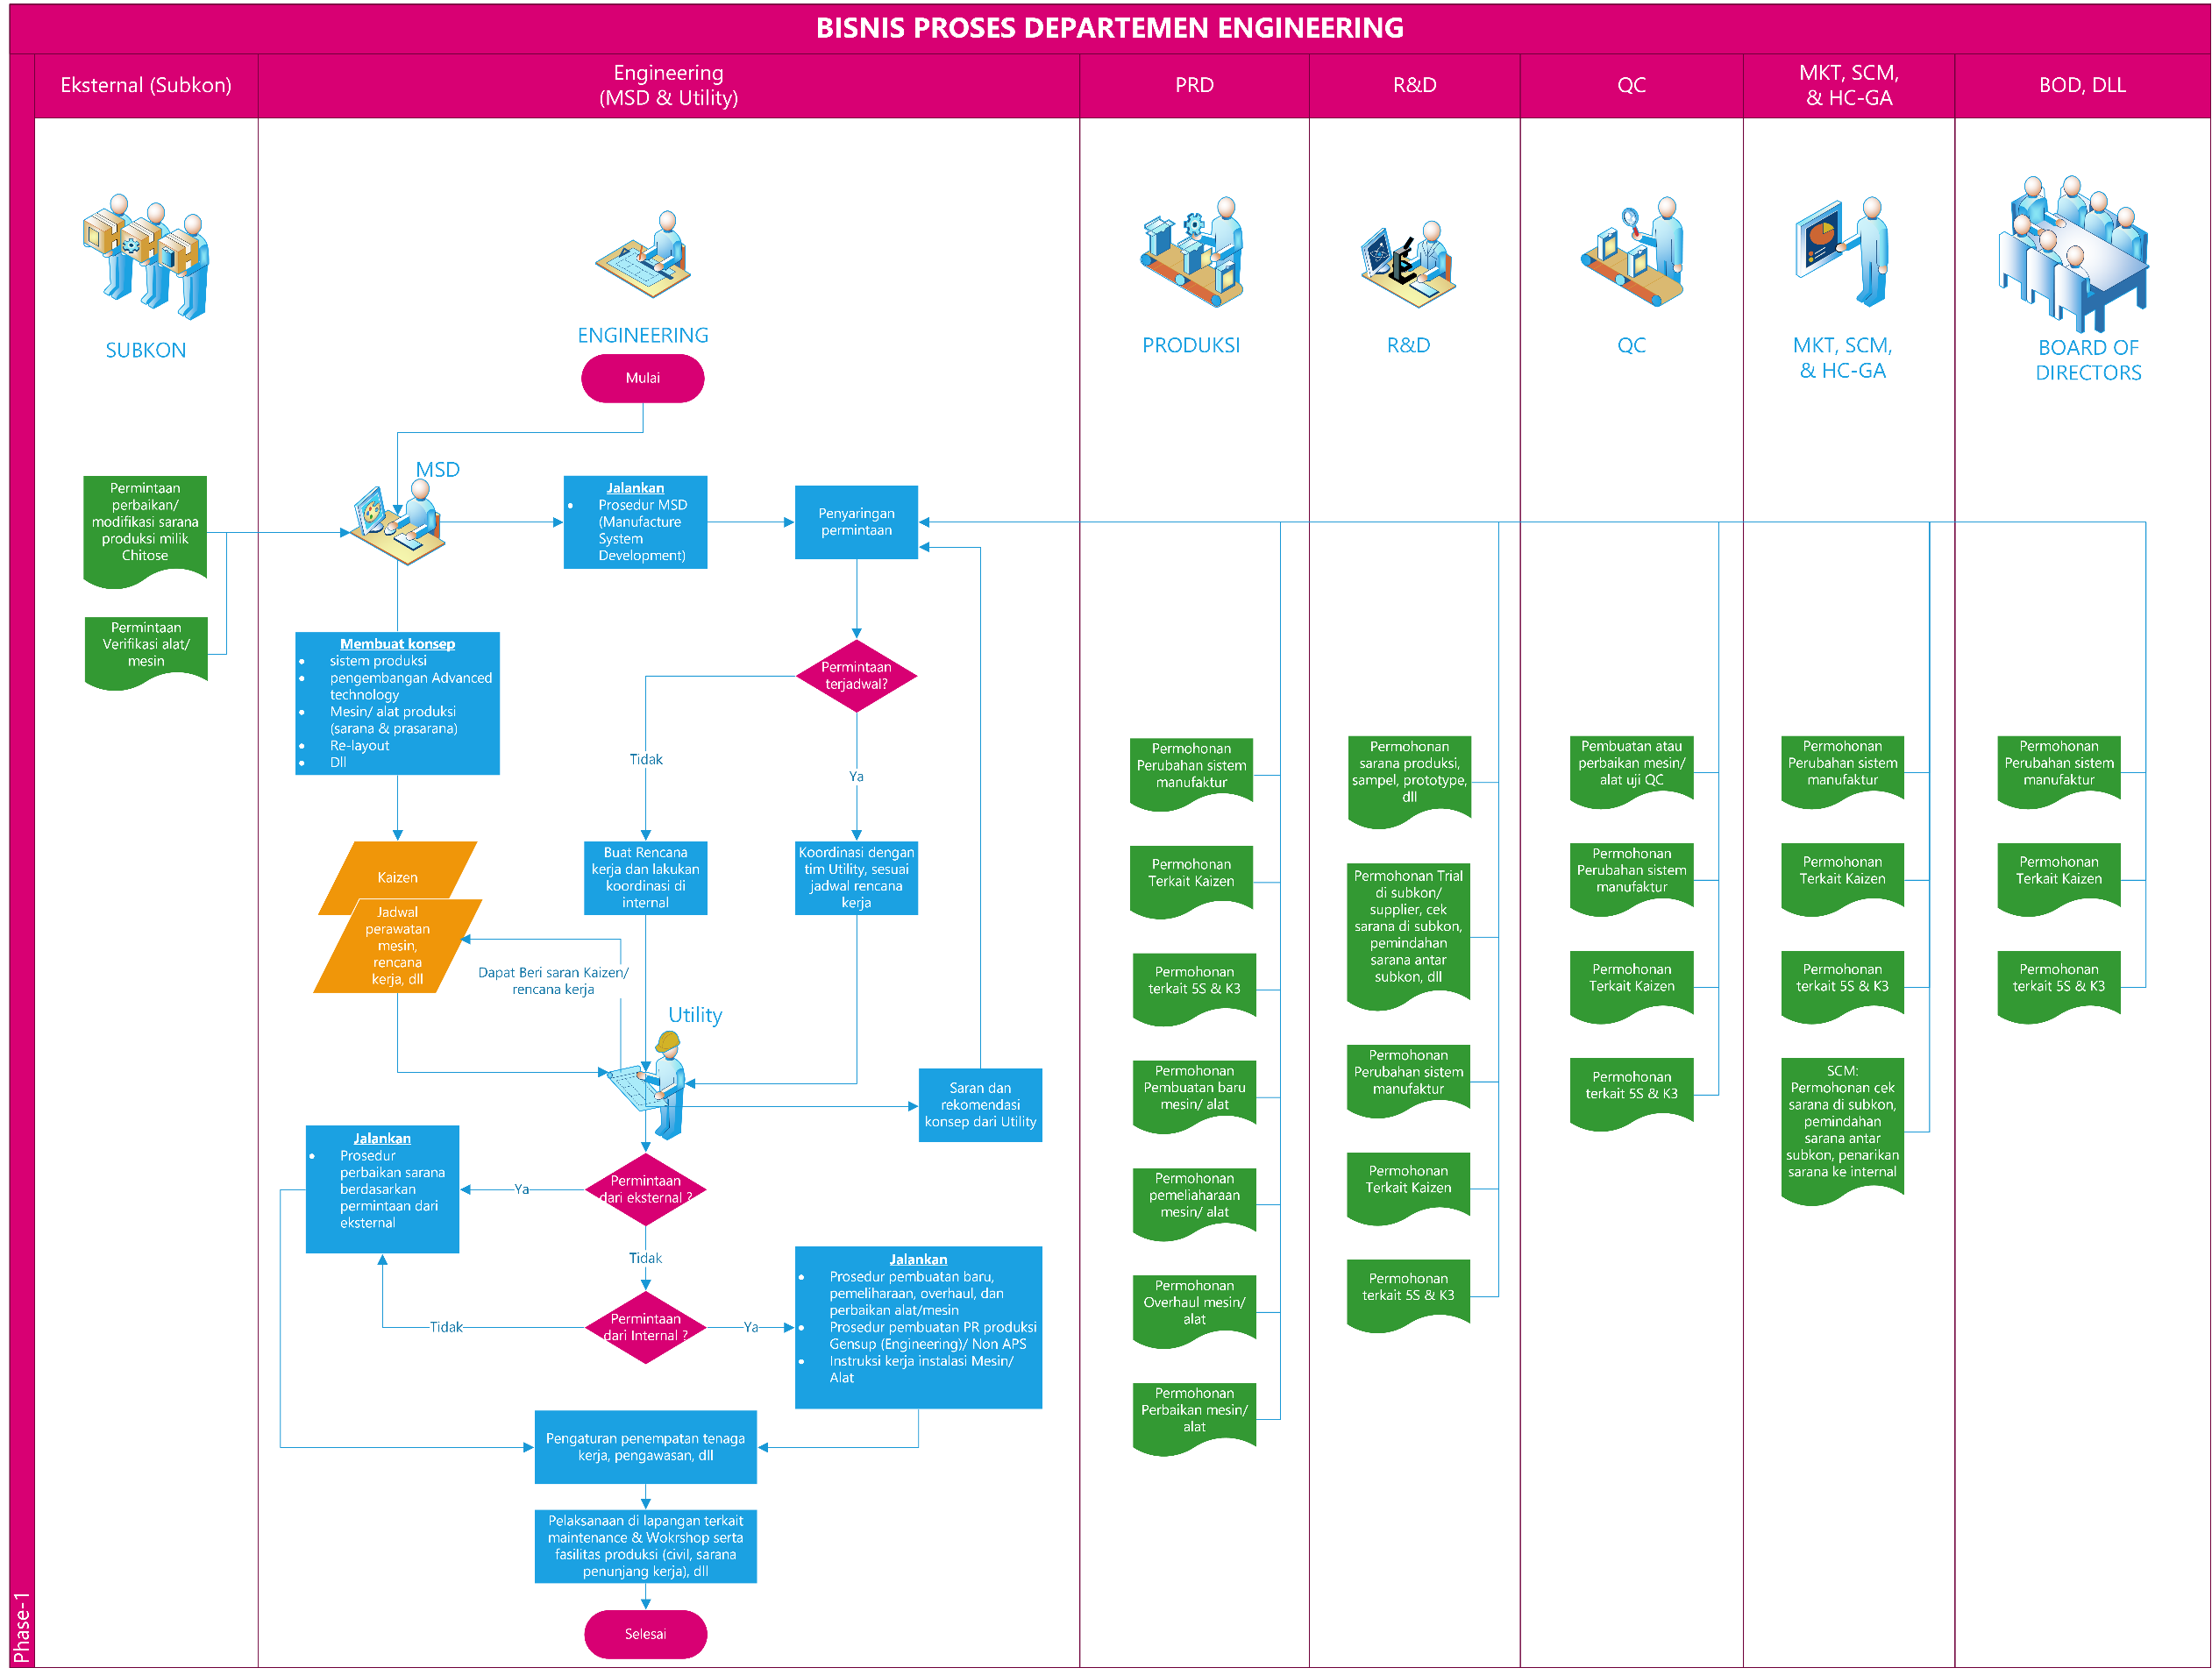 BISNIS PROSES DEPARTEMEN ENGINEERING
Eksternal (Subkon)
Engineering
(MSD & Utility)
PRD
R&D
QC
MKT, SCM,
& HC-GA
BOD, DLL
Phase-1
SUBKON
Permintaan
perbaikan/
modifikasi sarana
produksi milik
Chitose
Permintaan
Verifikasi alat/
mesin
ENGINEERING
Mulai
MSD
Jalankan
• Prosedur MSD
(Manufacture
System
Development)
Penyaringan
permintaan
Membuat konsep
• sistem produksi
• pengembangan Advanced
technology
• Mesin/ alat produksi
(sarana & prasarana)
• Re-layout
• Dll
Permintaan
terjadwal?
Tidak
Ya
Kaizen
Jadwal
perawatan
mesin,
rencana
kerja, dll
Buat Rencana
kerja dan lakukan
koordinasi di
internal
Koordinasi dengan
tim Utility, sesuai
jadwal rencana
kerja
Dapat Beri saran Kaizen/
rencana kerja
Utility
Saran dan
rekomendasi
konsep dari Utility
Jalankan
• Prosedur
perbaikan sarana
berdasarkan
permintaan dari
eksternal
Ya
Permintaan
dari eksternal ?
Tidak
Tidak
Permintaan
dari Internal ?
Ya
Jalankan
• Prosedur pembuatan baru,
pemeliharaan, overhaul, dan
perbaikan alat/mesin
• Prosedur pembuatan PR produksi
Gensup (Engineering)/ Non APS
• Instruksi kerja instalasi Mesin/
Alat
Pengaturan penempatan tenaga
kerja, pengawasan, dll
Pelaksanaan di lapangan terkait
maintenance & Wokrshop serta
fasilitas produksi (civil, sarana
penunjang kerja), dll
Selesai
PRODUKSI
Permohonan
Perubahan sistem
manufaktur
Permohonan
Terkait Kaizen
Permohonan
terkait 5S & K3
Permohonan
Pembuatan baru
mesin/ alat
Permohonan
pemeliaharaan
mesin/ alat
Permohonan
Overhaul mesin/
alat
Permohonan
Perbaikan mesin/
alat
R&D
Permohonan
sarana produksi,
sampel, prototype,
dll
Permohonan Trial
di subkon/
supplier, cek
sarana di subkon,
pemindahan
sarana antar
subkon, dll
Permohonan
Perubahan sistem
manufaktur
Permohonan
Terkait Kaizen
Permohonan
terkait 5S & K3
QC
Pembuatan atau
perbaikan mesin/
alat uji QC
Permohonan
Perubahan sistem
manufaktur
Permohonan
Terkait Kaizen
Permohonan
terkait 5S & K3
MKT, SCM,
& HC-GA
Permohonan
Perubahan sistem
manufaktur
Permohonan
Terkait Kaizen
Permohonan
terkait 5S & K3
SCM:
Permohonan cek
sarana di subkon,
pemindahan
sarana antar
subkon, penarikan
sarana ke internal
BOARD OF
DIRECTORS
Permohonan
Perubahan sistem
manufaktur
Permohonan
Terkait Kaizen
Permohonan
terkait 5S & K3